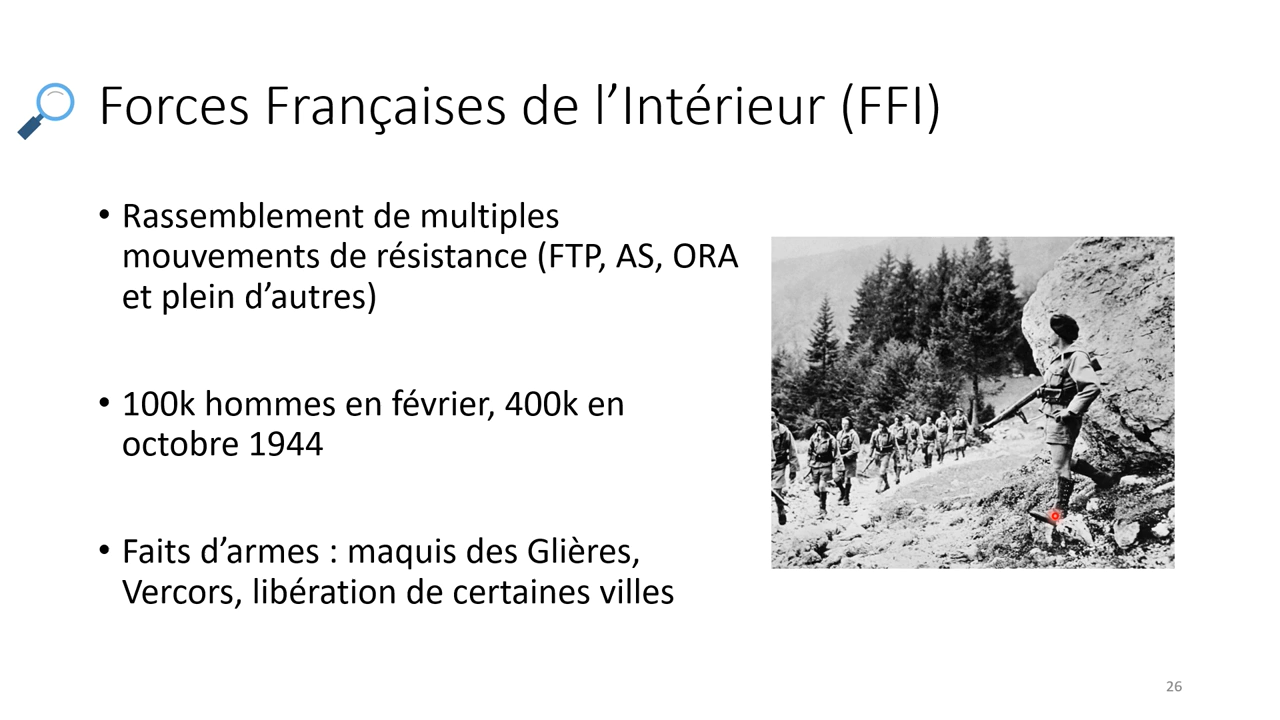 Forces Françaises de l’Intérieur (FFI)
• Rassemblement de multiples
mouvements de résistance (FTP, AS, ORA
et plein d’autres)
• 100k hommes en février, 400k en
octobre 1944
• Faits d’armes : maquis des Glières,
Vercors, libération de certaines villes
26